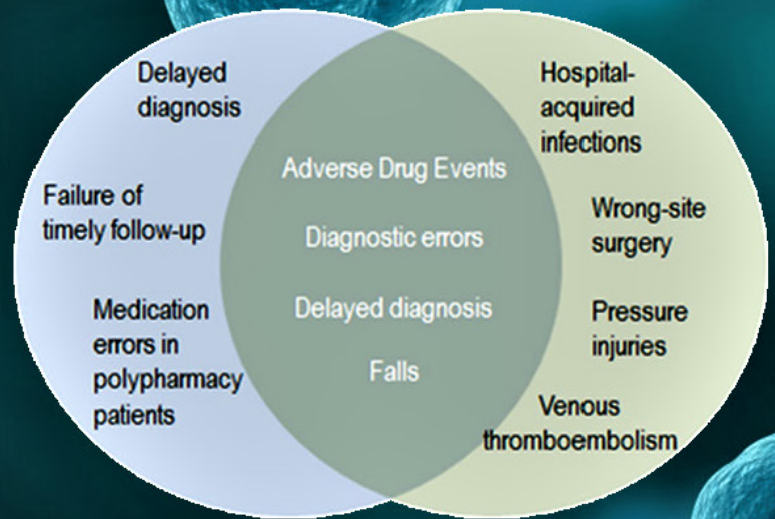 Delayed
diagnosis
Failure of
timely follow-up
Medication
errors in
polypharmacy
patients
Adverse Drug Events
Diagnostic errors
Delayed diagnosis
Falls
Hospital-
acquired
infections
Wrong-site
surgery
Pressure
injuries
Venous
thromboembolism